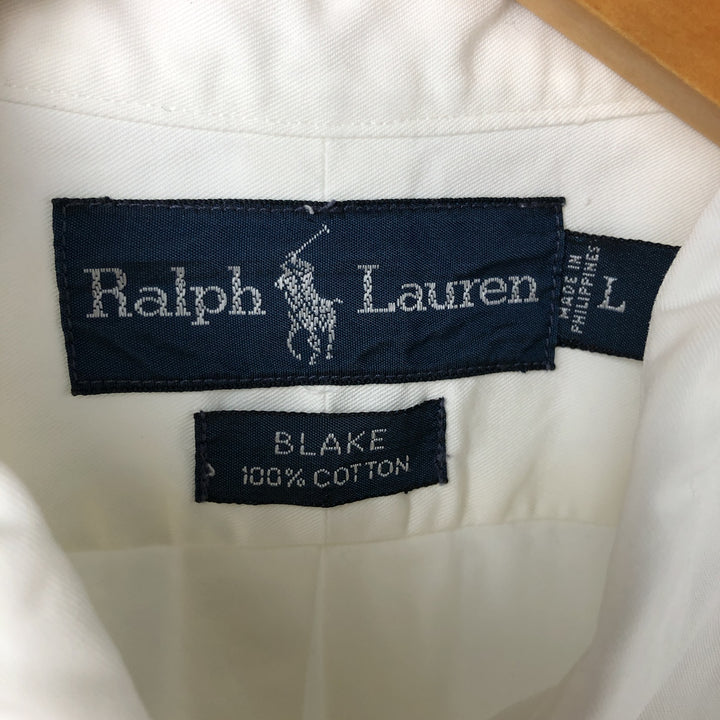 Ralph Lauren
MADE IN
PHILIPPINES
L
BLAKE
100% COTTON